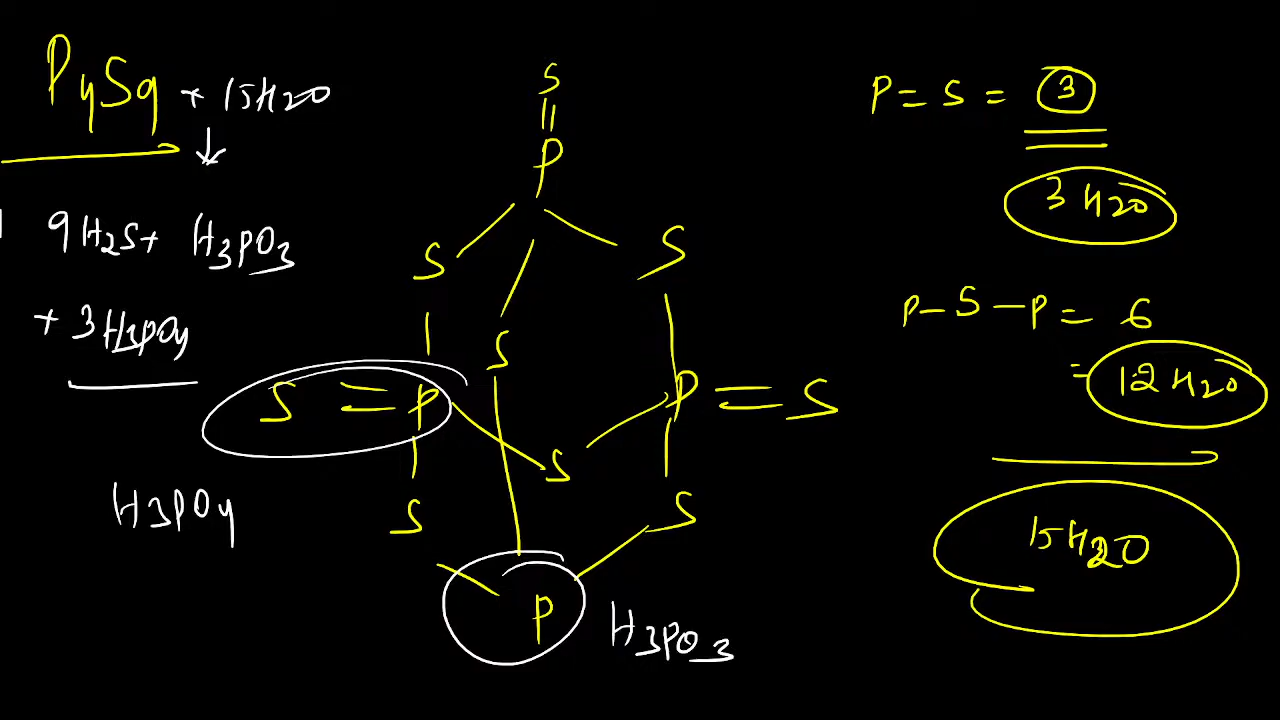 P4S9 + 15H2O
↓
9H2S + H3PO3
+ 3H3PO4
S
||
P
S S
S
S = P P = S
S
S S
P
H3PO4
H3PO3
P = S = 3
3 H2O
P - S - P = 6
= 12 H2O
15 H2O